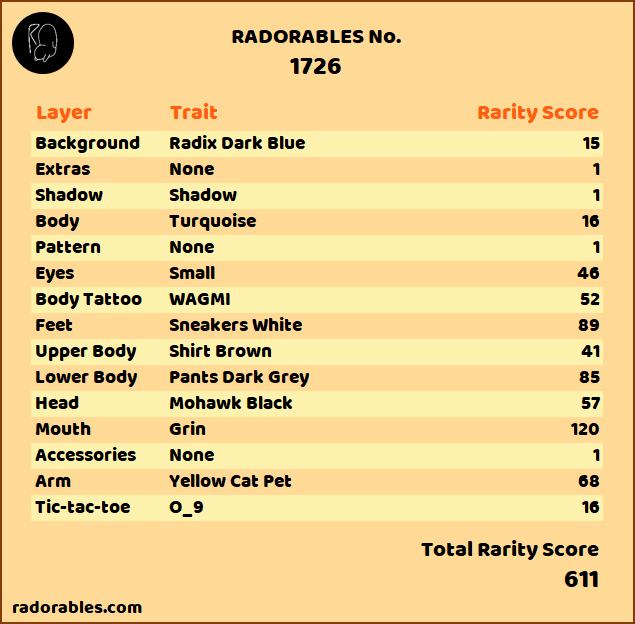 RADORABLES No.
1726
Layer Trait Rarity Score
Background Radix Dark Blue 15
Extras None 1
Shadow Shadow 1
Body Turquoise 16
Pattern None 1
Eyes Small 46
Body Tattoo WAGMI 52
Feet Sneakers White 89
Upper Body Shirt Brown 41
Lower Body Pants Dark Grey 85
Head Mohawk Black 57
Mouth Grin 120
Accessories None 1
Arm Yellow Cat Pet 68
Tic-tac-toe O_9 16
Total Rarity Score
611
radorables.com